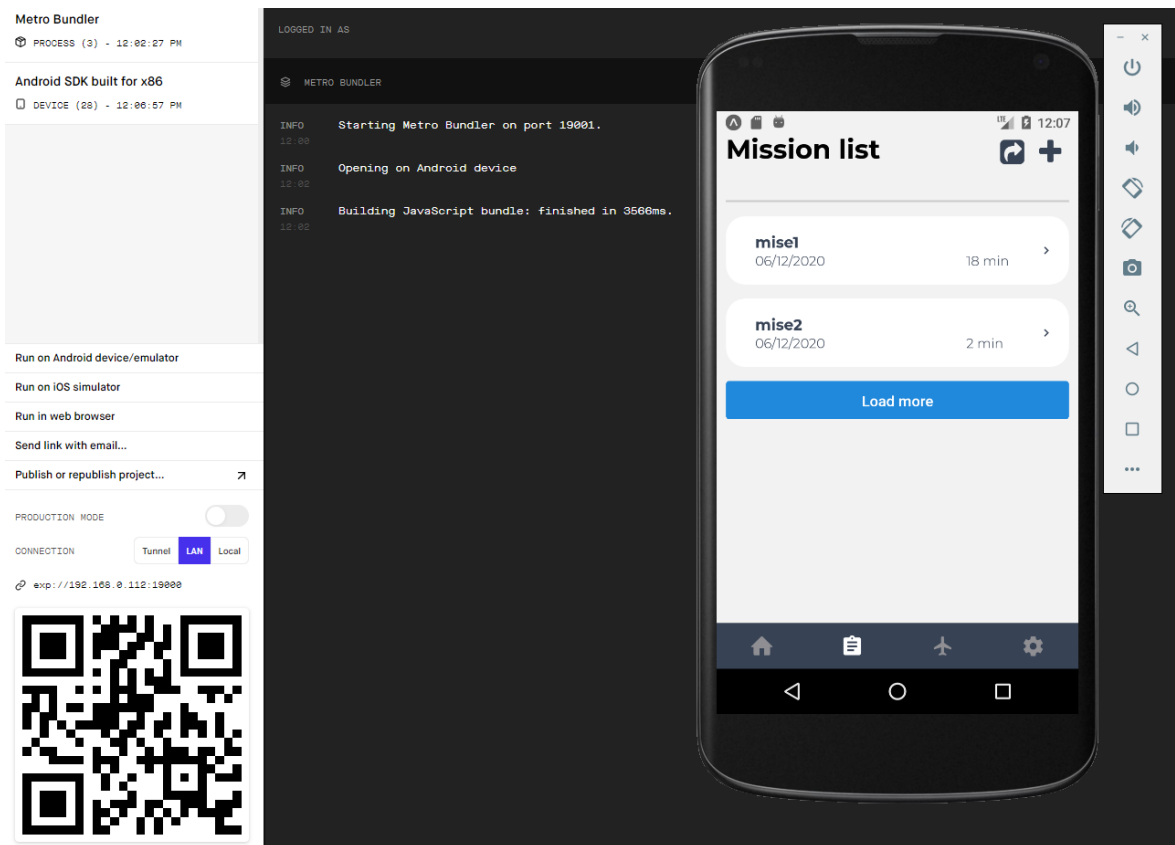 Metro Bundler
PROCESS (3) - 12:02:27 PM
Android SDK built for x86
DEVICE (28) - 12:06:57 PM
Run on Android device/emulator
Run on iOS simulator
Run in web browser
Send link with email...
Publish or republish project...
PRODUCTION MODE
CONNECTION Tunnel LAN Local
exp://192.168.0.112:19000
LOGGED IN AS
METRO BUNDLER
INFO Starting Metro Bundler on port 19001.
12:00
INFO Opening on Android device
12:02
INFO Building JavaScript bundle: finished in 3566ms.
12:02
LTE 12:07
Mission list
mise1
06/12/2020 18 min
mise2
06/12/2020 2 min
Load more